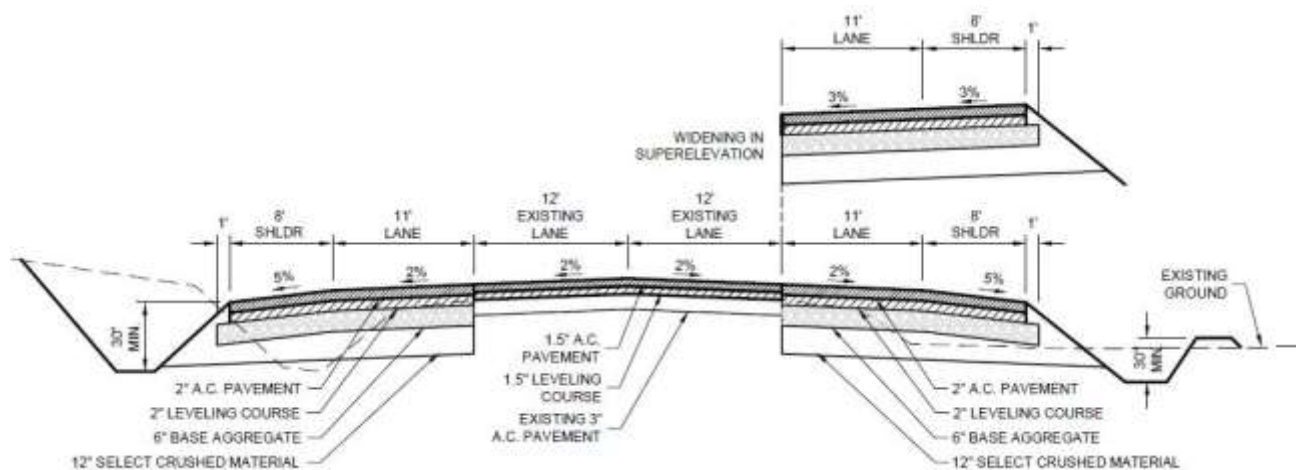 11'
LANE
8'
SHLDR
1'
3%
3%
WIDENING IN
SUPERELEVATION
1'
8'
SHLDR
11'
LANE
12'
EXISTING
LANE
12'
EXISTING
LANE
11'
LANE
8'
SHLDR
1'
5%
2%
2%
2%
2%
5%
EXISTING
GROUND
30"
MIN
30"
MIN
1.5" A.C.
PAVEMENT
1.5" LEVELING
COURSE
EXISTING 3"
A.C. PAVEMENT
2" A.C. PAVEMENT
2" LEVELING COURSE
6" BASE AGGREGATE
12" SELECT CRUSHED MATERIAL
2" A.C. PAVEMENT
2" LEVELING COURSE
6" BASE AGGREGATE
12" SELECT CRUSHED MATERIAL